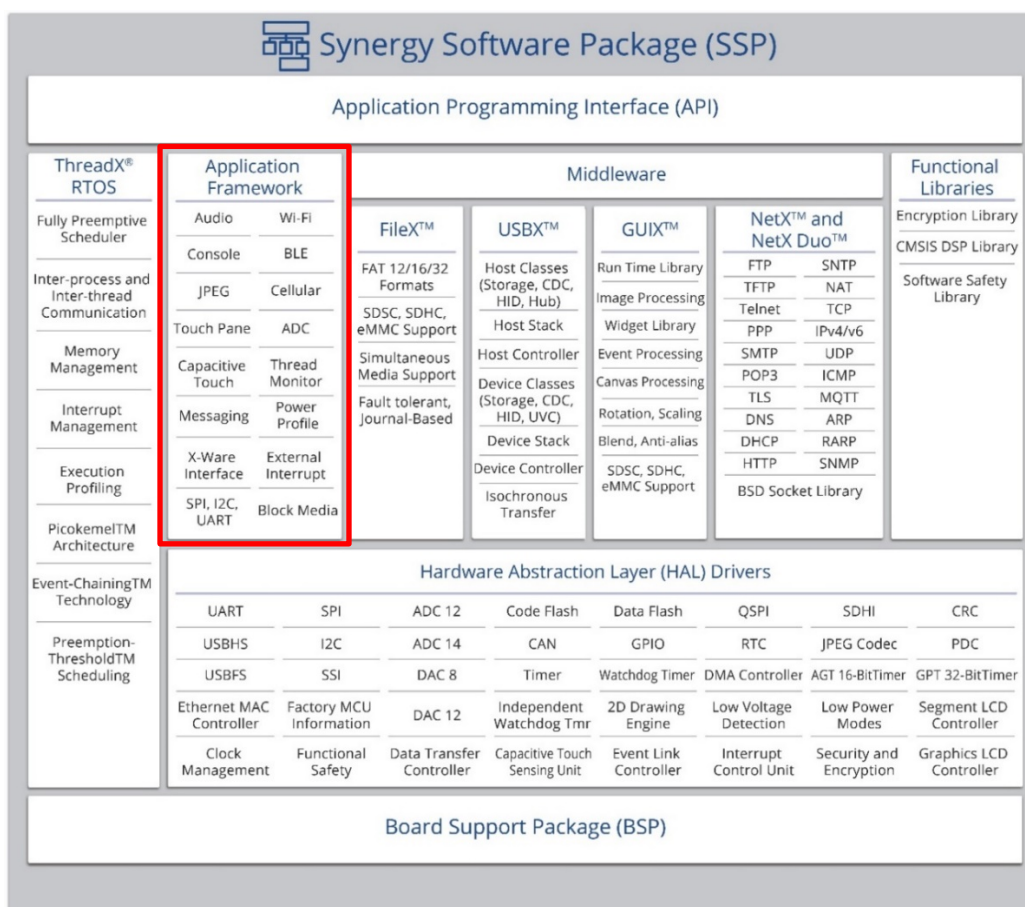 Synergy Software Package (SSP)
Application Programming Interface (API)
ThreadX®
RTOS
Fully Preemptive
Scheduler
Inter-process and
Inter-thread
Communication
Memory
Management
Interrupt
Management
Execution
Profiling
PicokemelTM
Architecture
Event-ChainingTM
Technology
Preemption-
ThresholdTM
Scheduling
Application
Framework
Audio Wi-Fi
Console BLE
JPEG Cellular
Touch Pane ADC
Capacitive
Touch
Thread
Monitor
Messaging
Power
Profile
X-Ware
Interface
External
Interrupt
SPI, I2C,
UART
Block Media
Middleware
FileX™
FAT 12/16/32
Formats
SDSC, SDHC,
eMMC Support
Simultaneous
Media Support
Fault tolerant,
Journal-Based
USBX™
Host Classes
(Storage, CDC,
HID, Hub)
Host Stack
Host Controller
Device Classes
(Storage, CDC,
HID, UVC)
Device Stack
Device Controller
Isochronous
Transfer
GUIX™
Run Time Library
Image Processing
Widget Library
Event Processing
Canvas Processing
Rotation, Scaling
Blend, Anti-alias
SDSC, SDHC,
eMMC Support
NetX™ and
NetX Duo™
FTP SNTP
TFTP NAT
Telnet TCP
PPP IPv4/v6
SMTP UDP
POP3 ICMP
TLS MQTT
DNS ARP
DHCP RARP
HTTP SNMP
BSD Socket Library
Functional
Libraries
Encryption Library
CMSIS DSP Library
Software Safety
Library
Hardware Abstraction Layer (HAL) Drivers
UART SPI ADC 12 Code Flash Data Flash QSPI SDHI CRC
USBHS I2C ADC 14 CAN GPIO RTC JPEG Codec PDC
USBFS SSI DAC 8 Timer Watchdog Timer DMA Controller AGT 16-BitTimer GPT 32-BitTimer
Ethernet MAC
Controller
Factory MCU
Information
DAC 12
Independent
Watchdog Tmr
2D Drawing
Engine
Low Voltage
Detection
Low Power
Modes
Segment LCD
Controller
Clock
Management
Functional
Safety
Data Transfer
Controller
Capacitive Touch
Sensing Unit
Event Link
Controller
Interrupt
Control Unit
Security and
Encryption
Graphics LCD
Controller
Board Support Package (BSP)